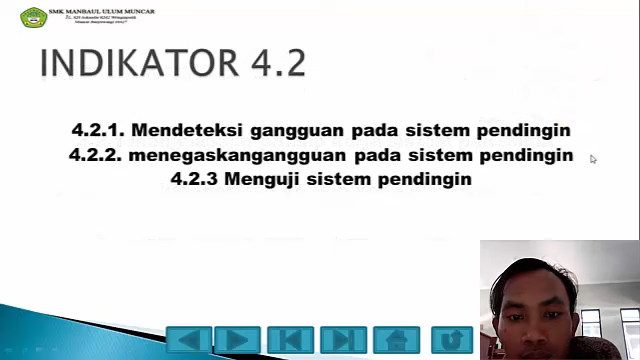 SMK MANBAUL ULUM MUNCAR
INDIKATOR 4.2
4.2.1. Mendeteksi gangguan pada sistem pendingin
4.2.2. menegaskangangguan pada sistem pendingin
4.2.3 Menguji sistem pendingin